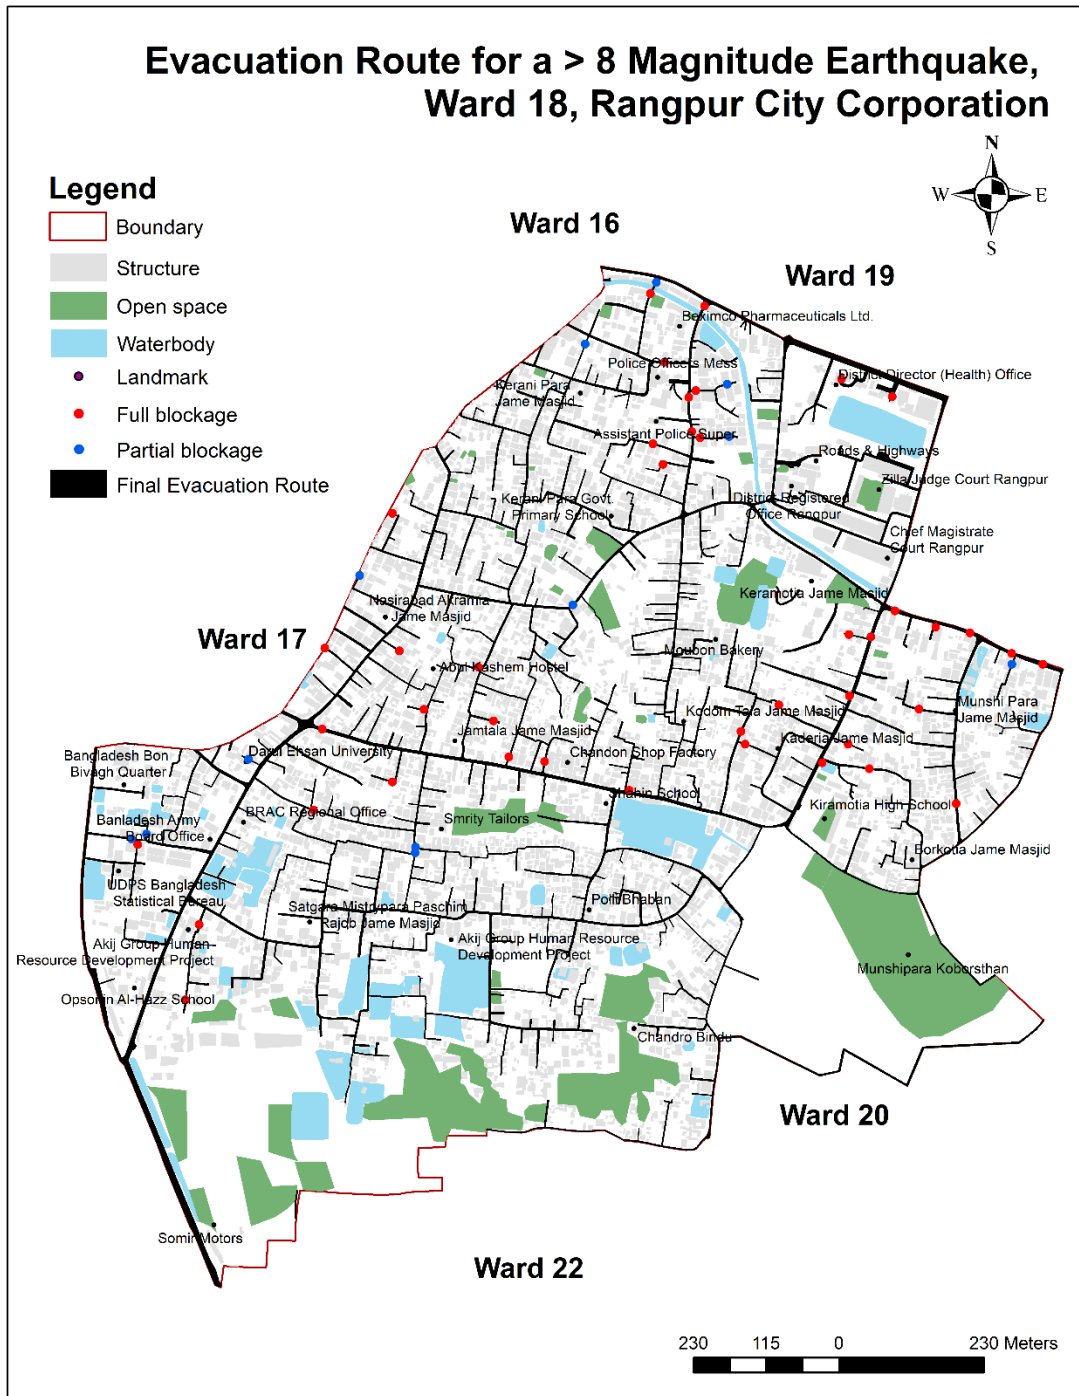 Evacuation Route for a > 8 Magnitude Earthquake,
Ward 18, Rangpur City Corporation
N
W
E
S
Legend
Boundary
Structure
Open space
Waterbody
Landmark
Full blockage
Partial blockage
Final Evacuation Route
Ward 16
Ward 19
Beximco Pharmaceuticals Ltd.
Police Officers Mess
District Director (Health) Office
Kerani Para
Jame Masjid
Assistant Police Super
Roads & Highways
Zilla Judge Court Rangpur
Kerani Para Govt.
Primary School
District Registered
Office Rangpur
Chief Magistrate
Court Rangpur
Keramotia Jame Masjid
Nasirabad Akramia
Jame Masjid
Ward 17
Moubon Bakery
Abul Kashem Hostel
Munshi Para
Jame Masjid
Kodom Tala Jame Masjid
Jamtala Jame Masjid
Kaderia Jame Masjid
Darul Ehsan University
Chandon Shop Factory
Bangladesh Bon
Bivagh Quarter
Shahin School
Kiramotia High School
BRAC Regional Office
Smrity Tailors
Banladesh Army
Board Office
Borkotia Jame Masjid
UDPS Bangladesh
Statistical Bureau
Satgara Mistrypara Paschim
Rajob Jame Masjid
Polli Bhaban
Akij Group Human
Resource Development Project
Akij Group Human Resource
Development Project
Munshipara Koborsthan
Opsonin Al-Hazz School
Chandro Bindu
Ward 20
Somir Motors
Ward 22
230 115 0 230 Meters